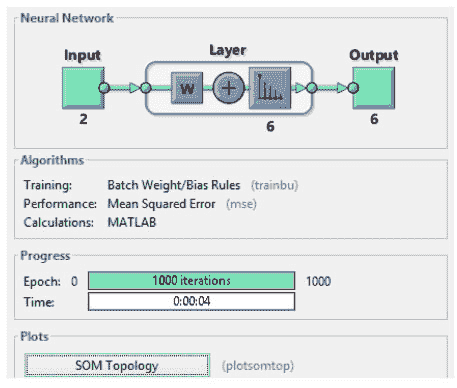 Neural Network
Input Layer Output
W
2 6 6
Algorithms
Training: Batch Weight/Bias Rules (trainbu)
Performance: Mean Squared Error (mse)
Calculations: MATLAB
Progress
Epoch: 0 1000 iterations 1000
Time: 0:00:04
Plots
SOM Topology (plotsomtop)